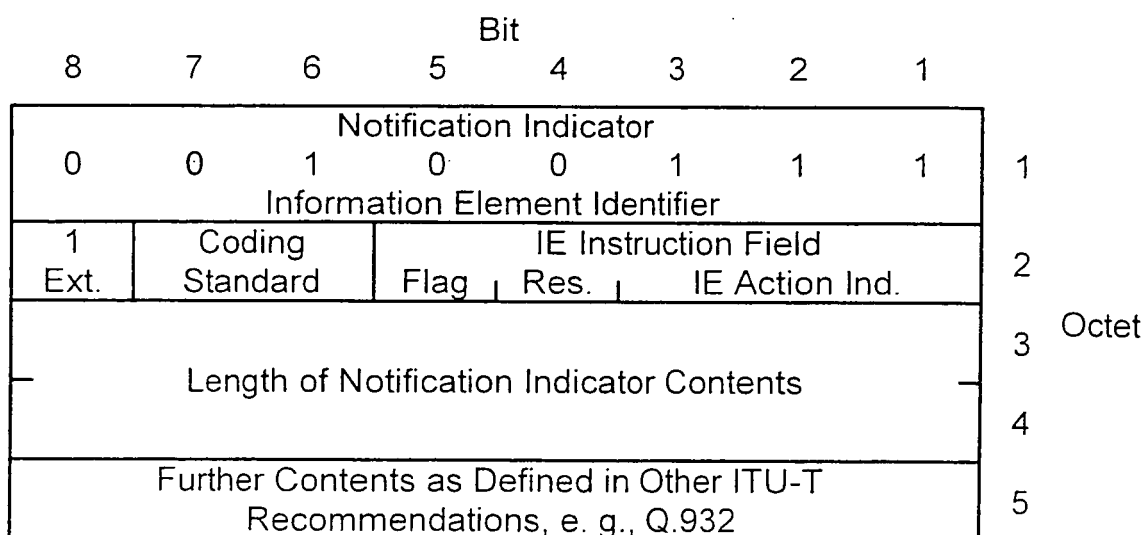 Bit
8 7 6 5 4 3 2 1
Notification Indicator
0 0 1 0 0 1 1 1 1
Information Element Identifier
1 Coding IE Instruction Field
Ext. Standard Flag Res. IE Action Ind. 2
3 Octet
Length of Notification Indicator Contents
4
Further Contents as Defined in Other ITU-T
Recommendations, e. g., Q.932 5